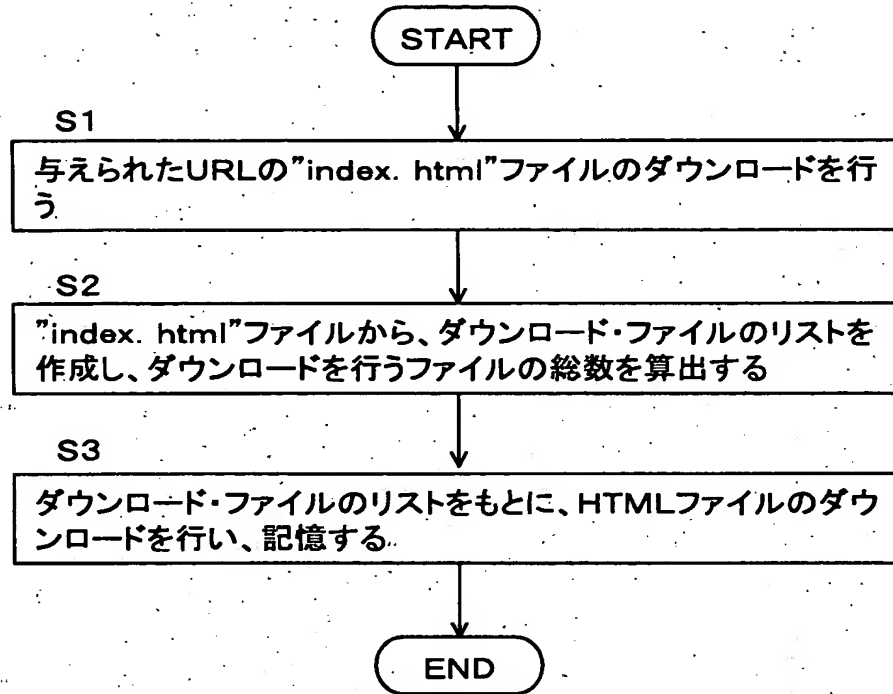 START
S1
与えられたURLの”index. html”ファイルのダウンロードを行
う
S2
”index. html”ファイルから、ダウンロード・ファイルのリストを
作成し、ダウンロードを行うファイルの総数を算出する
S3
ダウンロード・ファイルのリストをもとに、HTMLファイルのダウ
ンロードを行い、記憶する
END